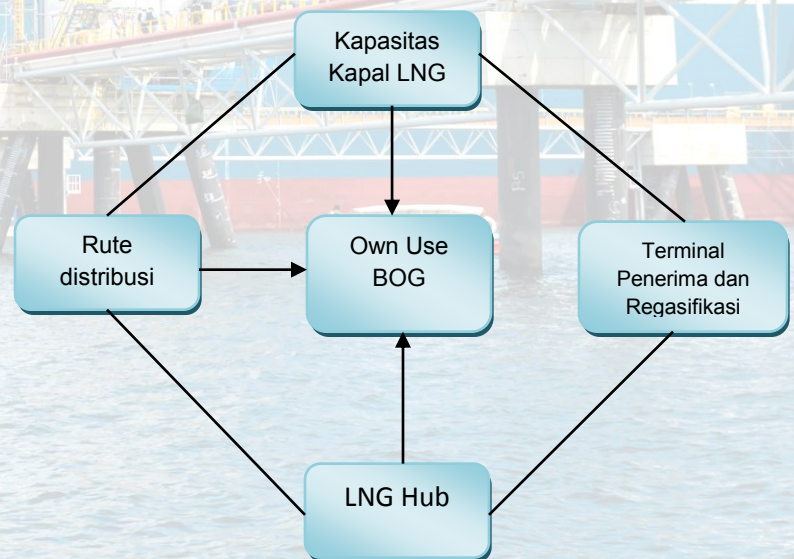 Kapasitas
Kapal LNG
Rute
distribusi
Own Use
BOG
Terminal
Penerima dan
Regasifikasi
LNG Hub